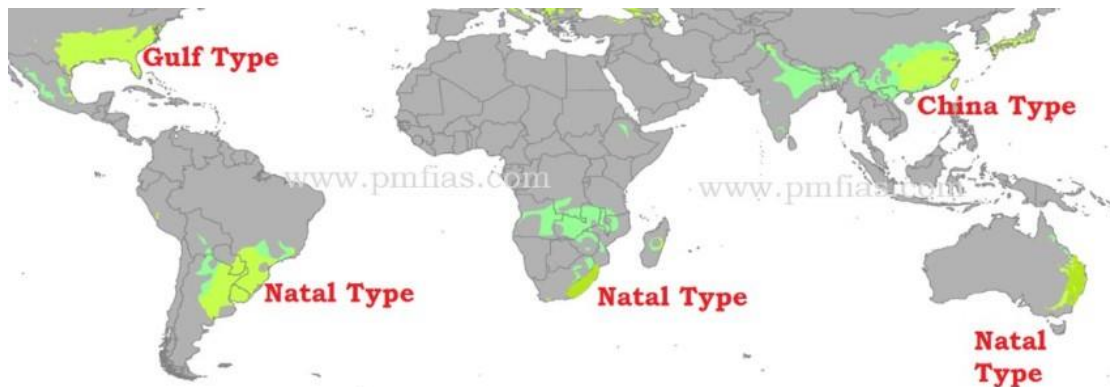 Gulf Type
China Type
www.pmfias.com
www.pmfias.com
Natal Type
Natal Type
Natal
Type